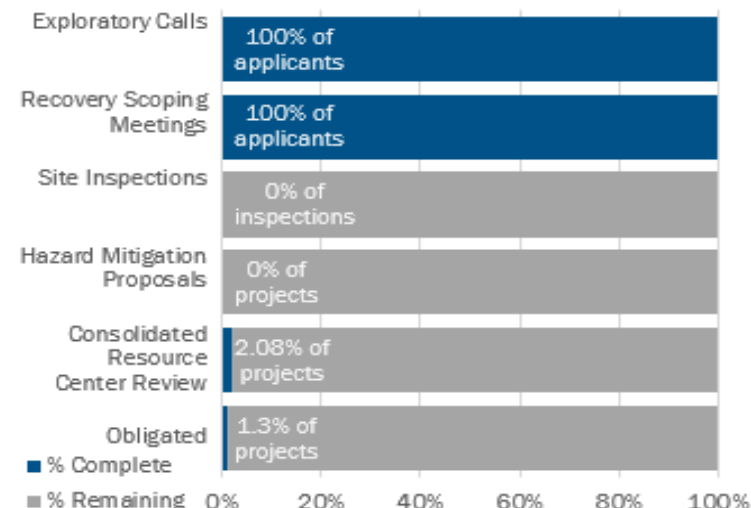 Exploratory Calls
100% of
applicants
Recovery Scoping
Meetings
100% of
applicants
Site Inspections
0% of
inspections
Hazard Mitigation
Proposals
0% of
projects
Consolidated
Resource
Center Review
2.08% of
projects
Obligated
1.3% of
projects
% Complete
% Remaining
0% 20% 40% 60% 80% 100%